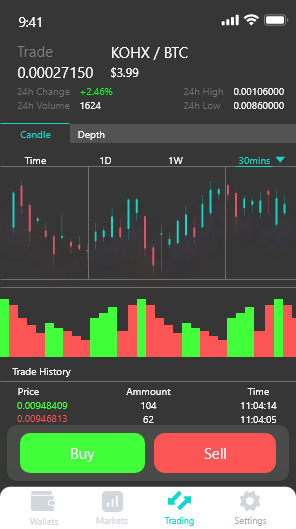 9:41
Trade KOHX / BTC
0.00027150 $3.99
24h Change +2.46% 24h High 0.00106000
24h Volume 1624 24h Low 0.00860000
Candle Depth
Time 1D 1W 30mins
Trade History
Price Ammount Time
0.00948409 104 11:04:14
0.00946813 62 11:04:05
Buy Sell
Wallets Markets Trading Settings